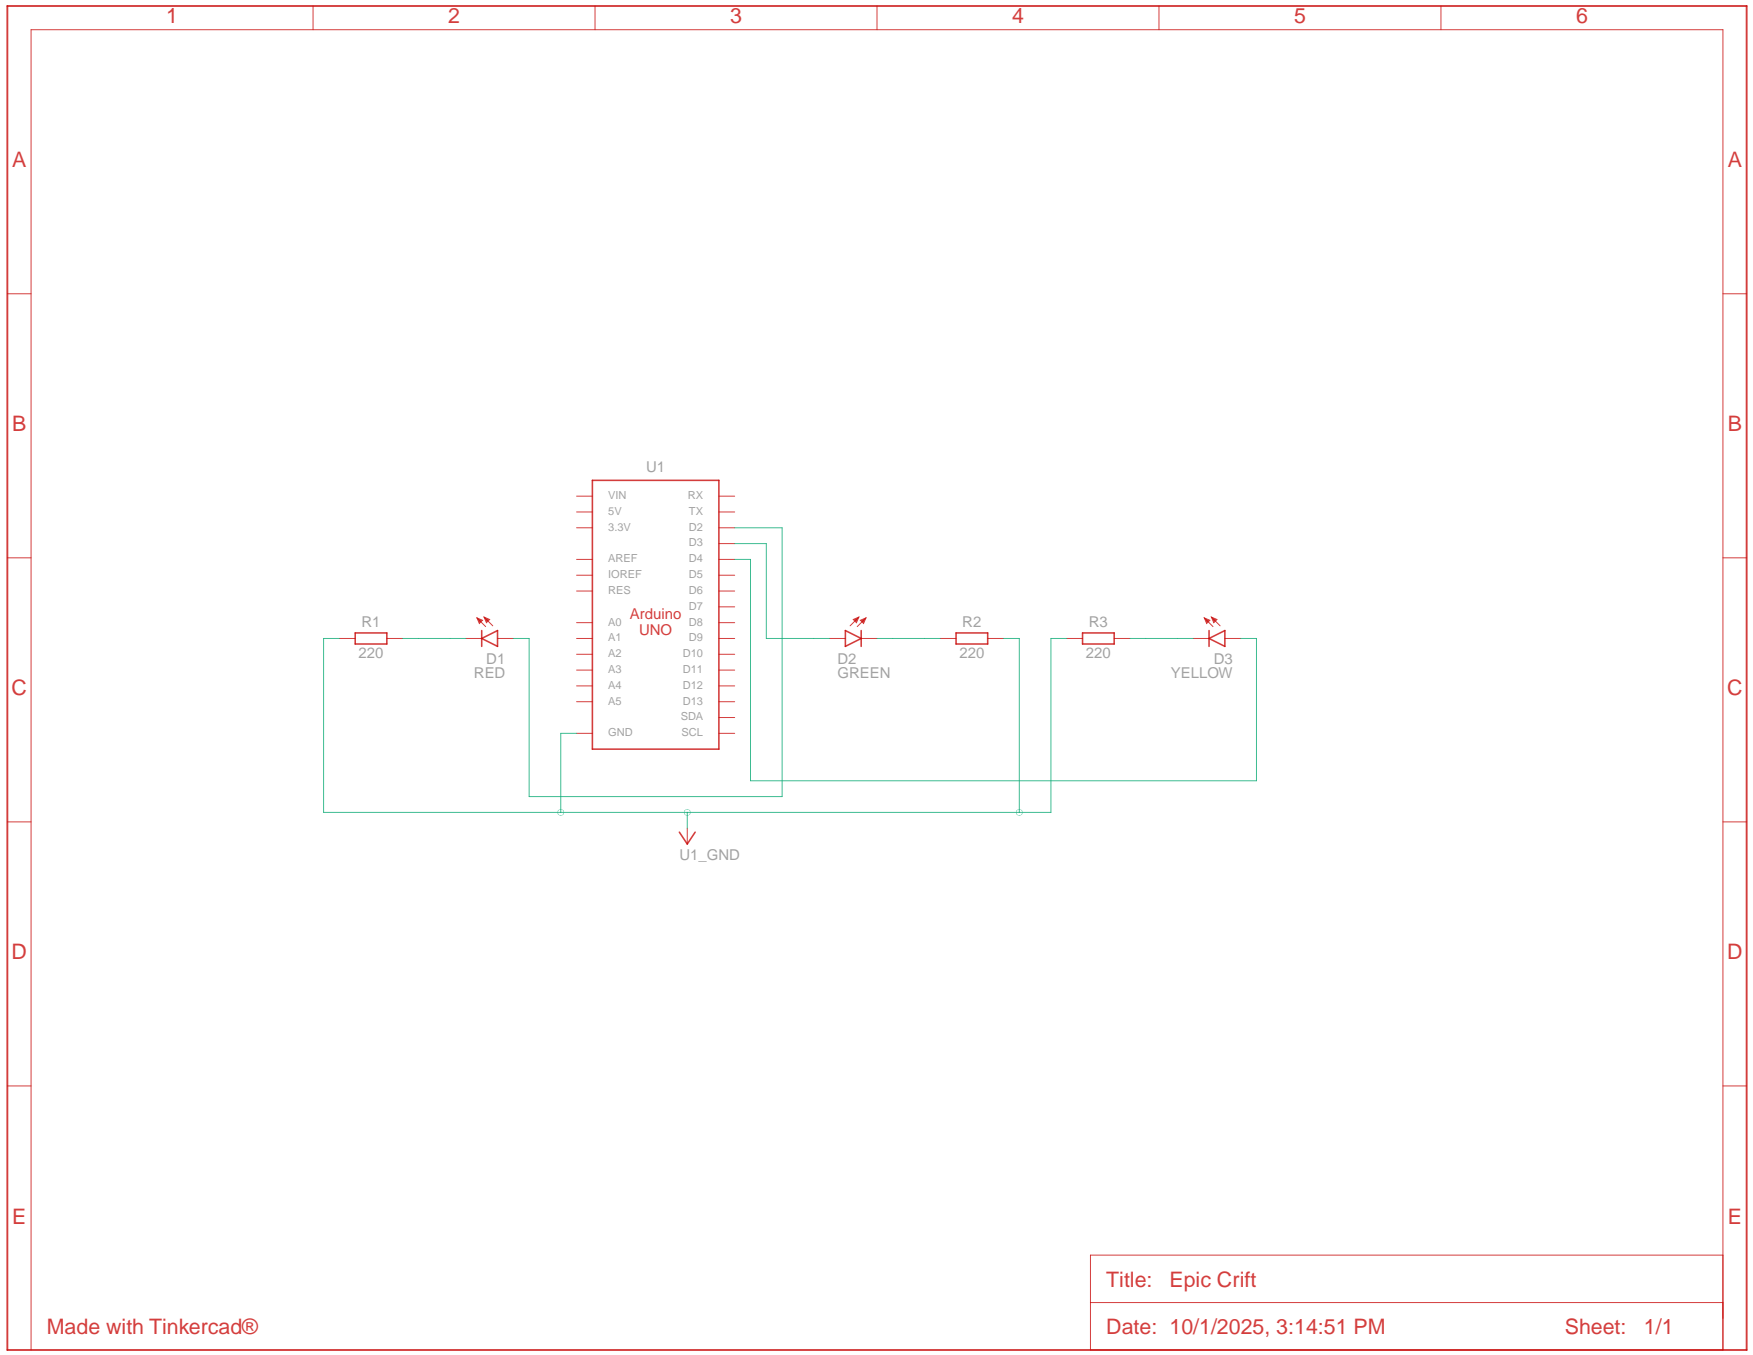 1 2 3 4 5 6
A A
B B
U1
VIN RX
5V TX
3.3V D2
D3
AREF D4
IOREF D5
RES D6
D7
Arduino
UNO
A0 D8
A1 D9
A2 D10
A3 D11
A4 D12
A5 D13
SDA
GND SCL
R1
220
D1
RED
D2
GREEN
R2
220
R3
220
D3
YELLOW
C C
U1_GND
D D
E E
Title: Epic Crift
Made with Tinkercad®
Date: 10/1/2025, 3:14:51 PM Sheet: 1/1